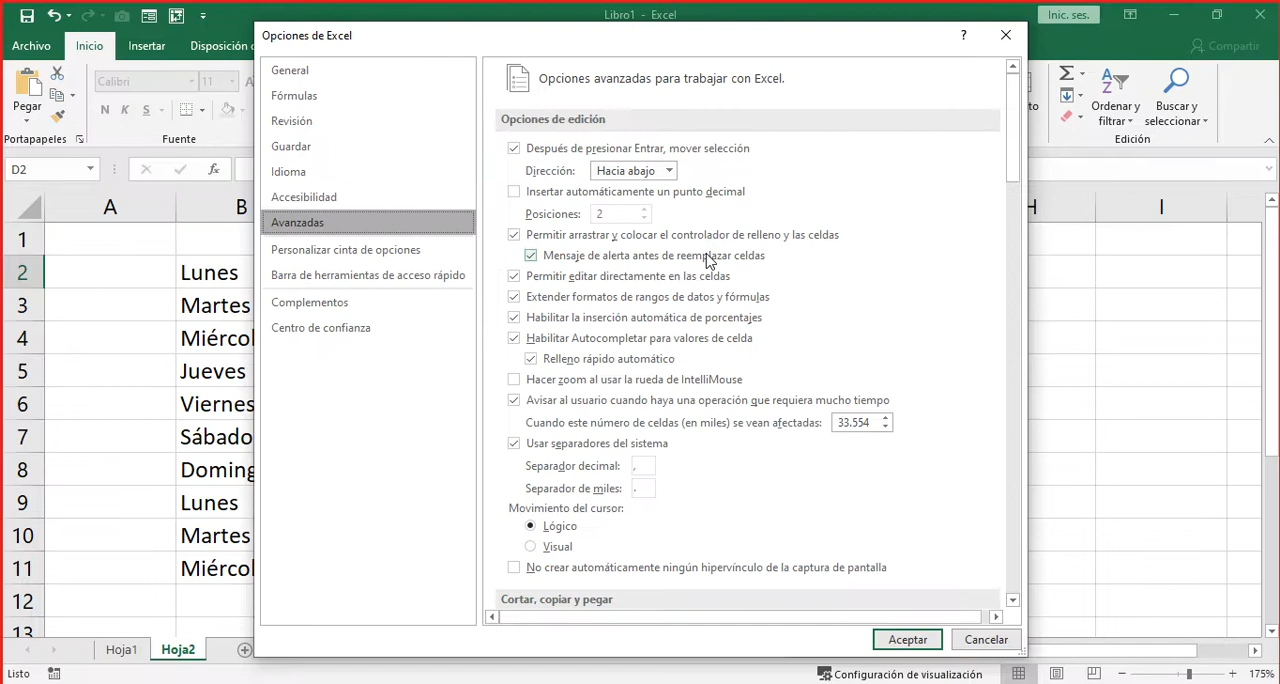 Libro1 - Excel
Inic. ses.
Archivo
Inicio
Insertar
Disposición
Compartir
Pegar
Portapapeles
Calibri
11
N K S
Fuente
Ordenar y
filtrar
Buscar y
seleccionar
Edición
D2
fx
A
B
H
I
1
2 Lunes
3 Martes
4
5 Jueves
6 Viernes
7 Sábado
8
9 Lunes
10 Martes
11
12
13
Hoja1
Hoja2
Listo
Configuración de visualización
175%
Opciones de Excel
?
General
Fórmulas
Revisión
Guardar
Idioma
Accesibilidad
Avanzadas
Personalizar cinta de opciones
Barra de herramientas de acceso rápido
Complementos
Centro de confianza
Opciones avanzadas para trabajar con Excel.
Opciones de edición
Después de presionar Entrar, mover selección
Dirección: Hacia abajo
Insertar automáticamente un punto decimal
Posiciones: 2
Permitir arrastrar y colocar el controlador de relleno y las celdas
Mensaje de alerta antes de reemplazar celdas
Permitir editar directamente en las celdas
Extender formatos de rangos de datos y fórmulas
Habilitar la inserción automática de porcentajes
Habilitar Autocompletar para valores de celda
Relleno rápido automático
Hacer zoom al usar la rueda de IntelliMouse
Avisar al usuario cuando haya una operación que requiera mucho tiempo
Cuando este número de celdas (en miles) se vean afectadas: 33.554
Usar separadores del sistema
Separador decimal: ,
Separador de miles: .
Movimiento del cursor:
Lógico
Visual
No crear automáticamente ningún hipervínculo de la captura de pantalla
Cortar, copiar y pegar
Aceptar
Cancelar